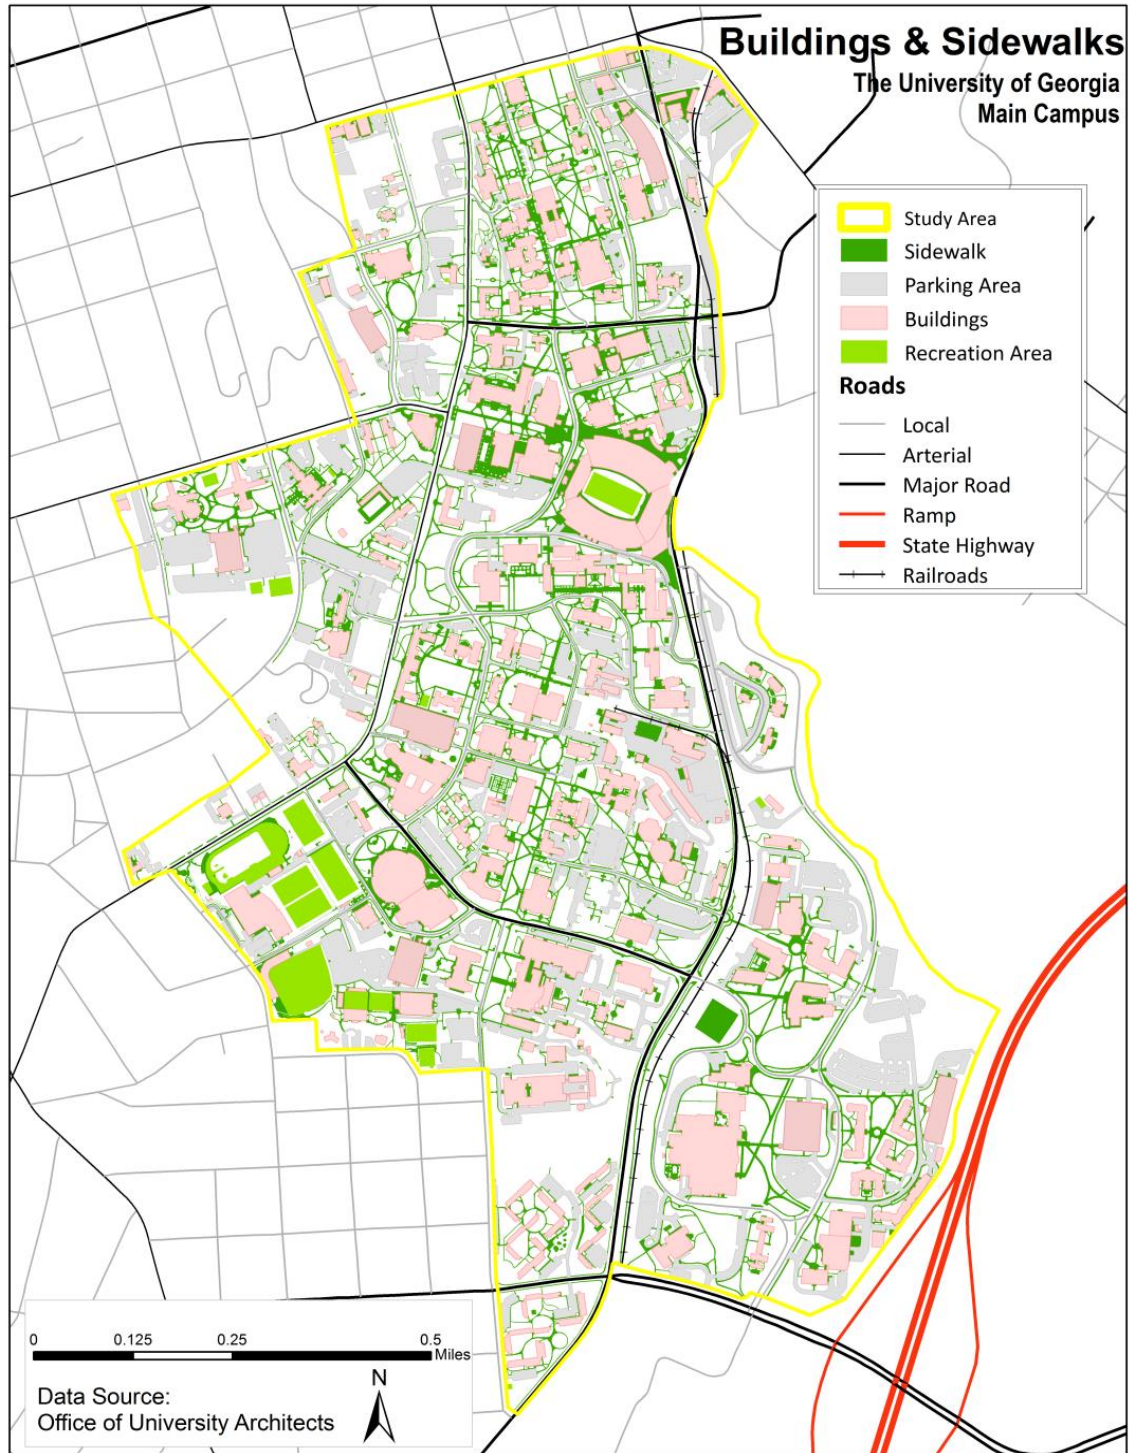 Buildings & Sidewalks
The University of Georgia
Main Campus
Study Area
Sidewalk
Parking Area
Buildings
Recreation Area
Roads
Local
Arterial
Major Road
Ramp
State Highway
Railroads
0 0.125 0.25 0.5
Miles
Data Source:
Office of University Architects
N